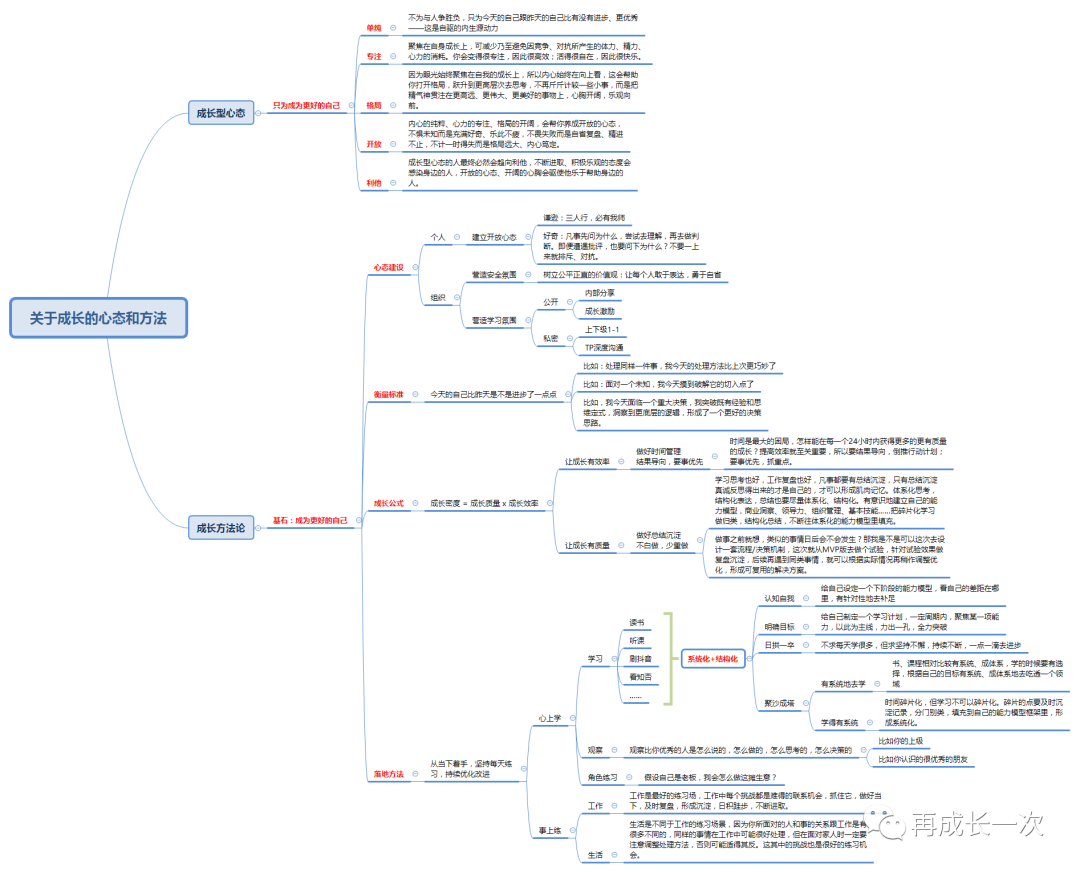 关于成长的心态和方法
成长型心态
只为成为更好的自己
单纯
不为与人争胜负，只为今天的自己跟昨天的自己比有没有进步、更优秀
——这是自驱的内生源动力
专注
聚焦在自身成长上，可减少乃至避免因竞争、对抗所产生的体力、精力、
心力的消耗。你会变得很专注，因此很高效；活得很自在，因此很快乐。
格局
因为眼光始终聚焦在自我的成长上，所以内心始终在向上看，这会帮助
你打开格局，跃升到更高层次去思考，不再斤斤计较一些小事，而是把
精气神贯注在更高远、更伟大、更美好的事物上，心胸开阔，乐观向
前。
开放
内心的纯粹、心力的专注、格局的开阔，会帮你养成开放的心态，
不惧未知而是充满好奇、乐此不疲，不畏失败而是自省复盘、精进
不止，不计一时得失而是格局远大、内心笃定。
利他
成长型心态的人最终必然会趋向利他，不断进取、积极乐观的态度会
感染身边的人，开放的心态、开阔的心胸会驱使他乐于帮助身边的
人。
成长方法论
基石：成为更好的自己
心态建设
个人
建立开放心态
谦逊：三人行，必有我师
好奇：凡事先问为什么，尝试去理解，再去做判
断。即便遭遇批评，也要问下为什么？不要一上
来就排斥、对抗。
组织
营造安全氛围
树立公平正直的价值观：让每个人敢于表达，勇于自省
营造学习氛围
公开
内部分享
成长激励
私密
上下级1-1
TP深度沟通
衡量标准
今天的自己比昨天是不是进步了一点点
比如：处理同样一件事，我今天的处理方法比上次更巧妙了
比如：面对一个未知，我今天摸到破解它的切入点了
比如，我今天面临一个重大决策，我突破既有经验和思
维定式，洞察到更底层的逻辑，形成了一个更好的决策
思路。
成长公式
成长密度 = 成长质量 x 成长效率
让成长有效率
做好时间管理
结果导向，要事优先
时间是最大的困局，怎样能在每一个24小时内获得更多的更有质量
的成长？提高效率就至关重要，所以要结果导向，倒推行动计划；
要事优先，抓重点。
让成长有质量
做好总结沉淀
不白做，少重做
学习思考也好，工作复盘也好，凡事都要有总结沉淀，只有总结沉淀
真诚反思得出来的才是自己的，才可以形成肌肉记忆。体系化思考，
结构化表达，总结也要尽量体系化、结构化。有意识地建立自己的能
力模型，商业洞察、领导力、组织管理、基本技能……把碎片化学习
做归类，结构化总结，不断往体系化的能力模型里填充。
做事之前就想，类似的事情日后会不会发生？那我是不是可以这次去设
计一套流程/决策机制，这次就从MVP版去做个试验，针对试验效果做
复盘沉淀，后续再遇到同类事情，就可以根据实际情况再稍作调整优
化，形成可复用的解决方案。
落地方法
从当下着手，坚持每天练
习，持续优化改进
心上学
学习
读书
听课
刷抖音
看知否
……
系统化+结构化
认知自我
给自己设定一个下阶段的能力模型，看自己的差距在哪
里，有针对性地去补足
明确目标
给自己制定一个学习计划，一定周期内，聚焦某一项能
力，以此为主线，力出一孔，全力突破
日拱一卒
不求每天学很多，但求坚持不懈，持续不断，一点一滴去进步
聚沙成塔
有系统地去学
书、课程相对比较有系统、成体系，学的时候要有选
择，根据自己的目标有系统、成体系地去吃透一个领
域
学得有系统
时间碎片化，但学习不可以碎片化。碎片的点要及时沉
淀记录，分门别类，填充到自己的能力模型框架里，形
成系统化。
观察
观察比你优秀的人是怎么说的，怎么做的，怎么思考的，怎么决策的
比如你的上级
比如你认识的很优秀的朋友
角色练习
假设自己是老板，我会怎么做这摊生意？
事上练
工作
工作是最好的练习场，工作中每个挑战都是难得的联系机会，抓住它，做好当
下，及时复盘，形成沉淀，日积跬步，不断进取。
生活
生活是不同于工作的练习场景，因为你所面对的人和事的关系跟工作是有
很多不同的，同样的事情在工作中可能很好处理，但在面对家人时一定要
注意调整处理方法，否则可能适得其反。这其中的挑战也是很好的练习机
会。
再成长一次